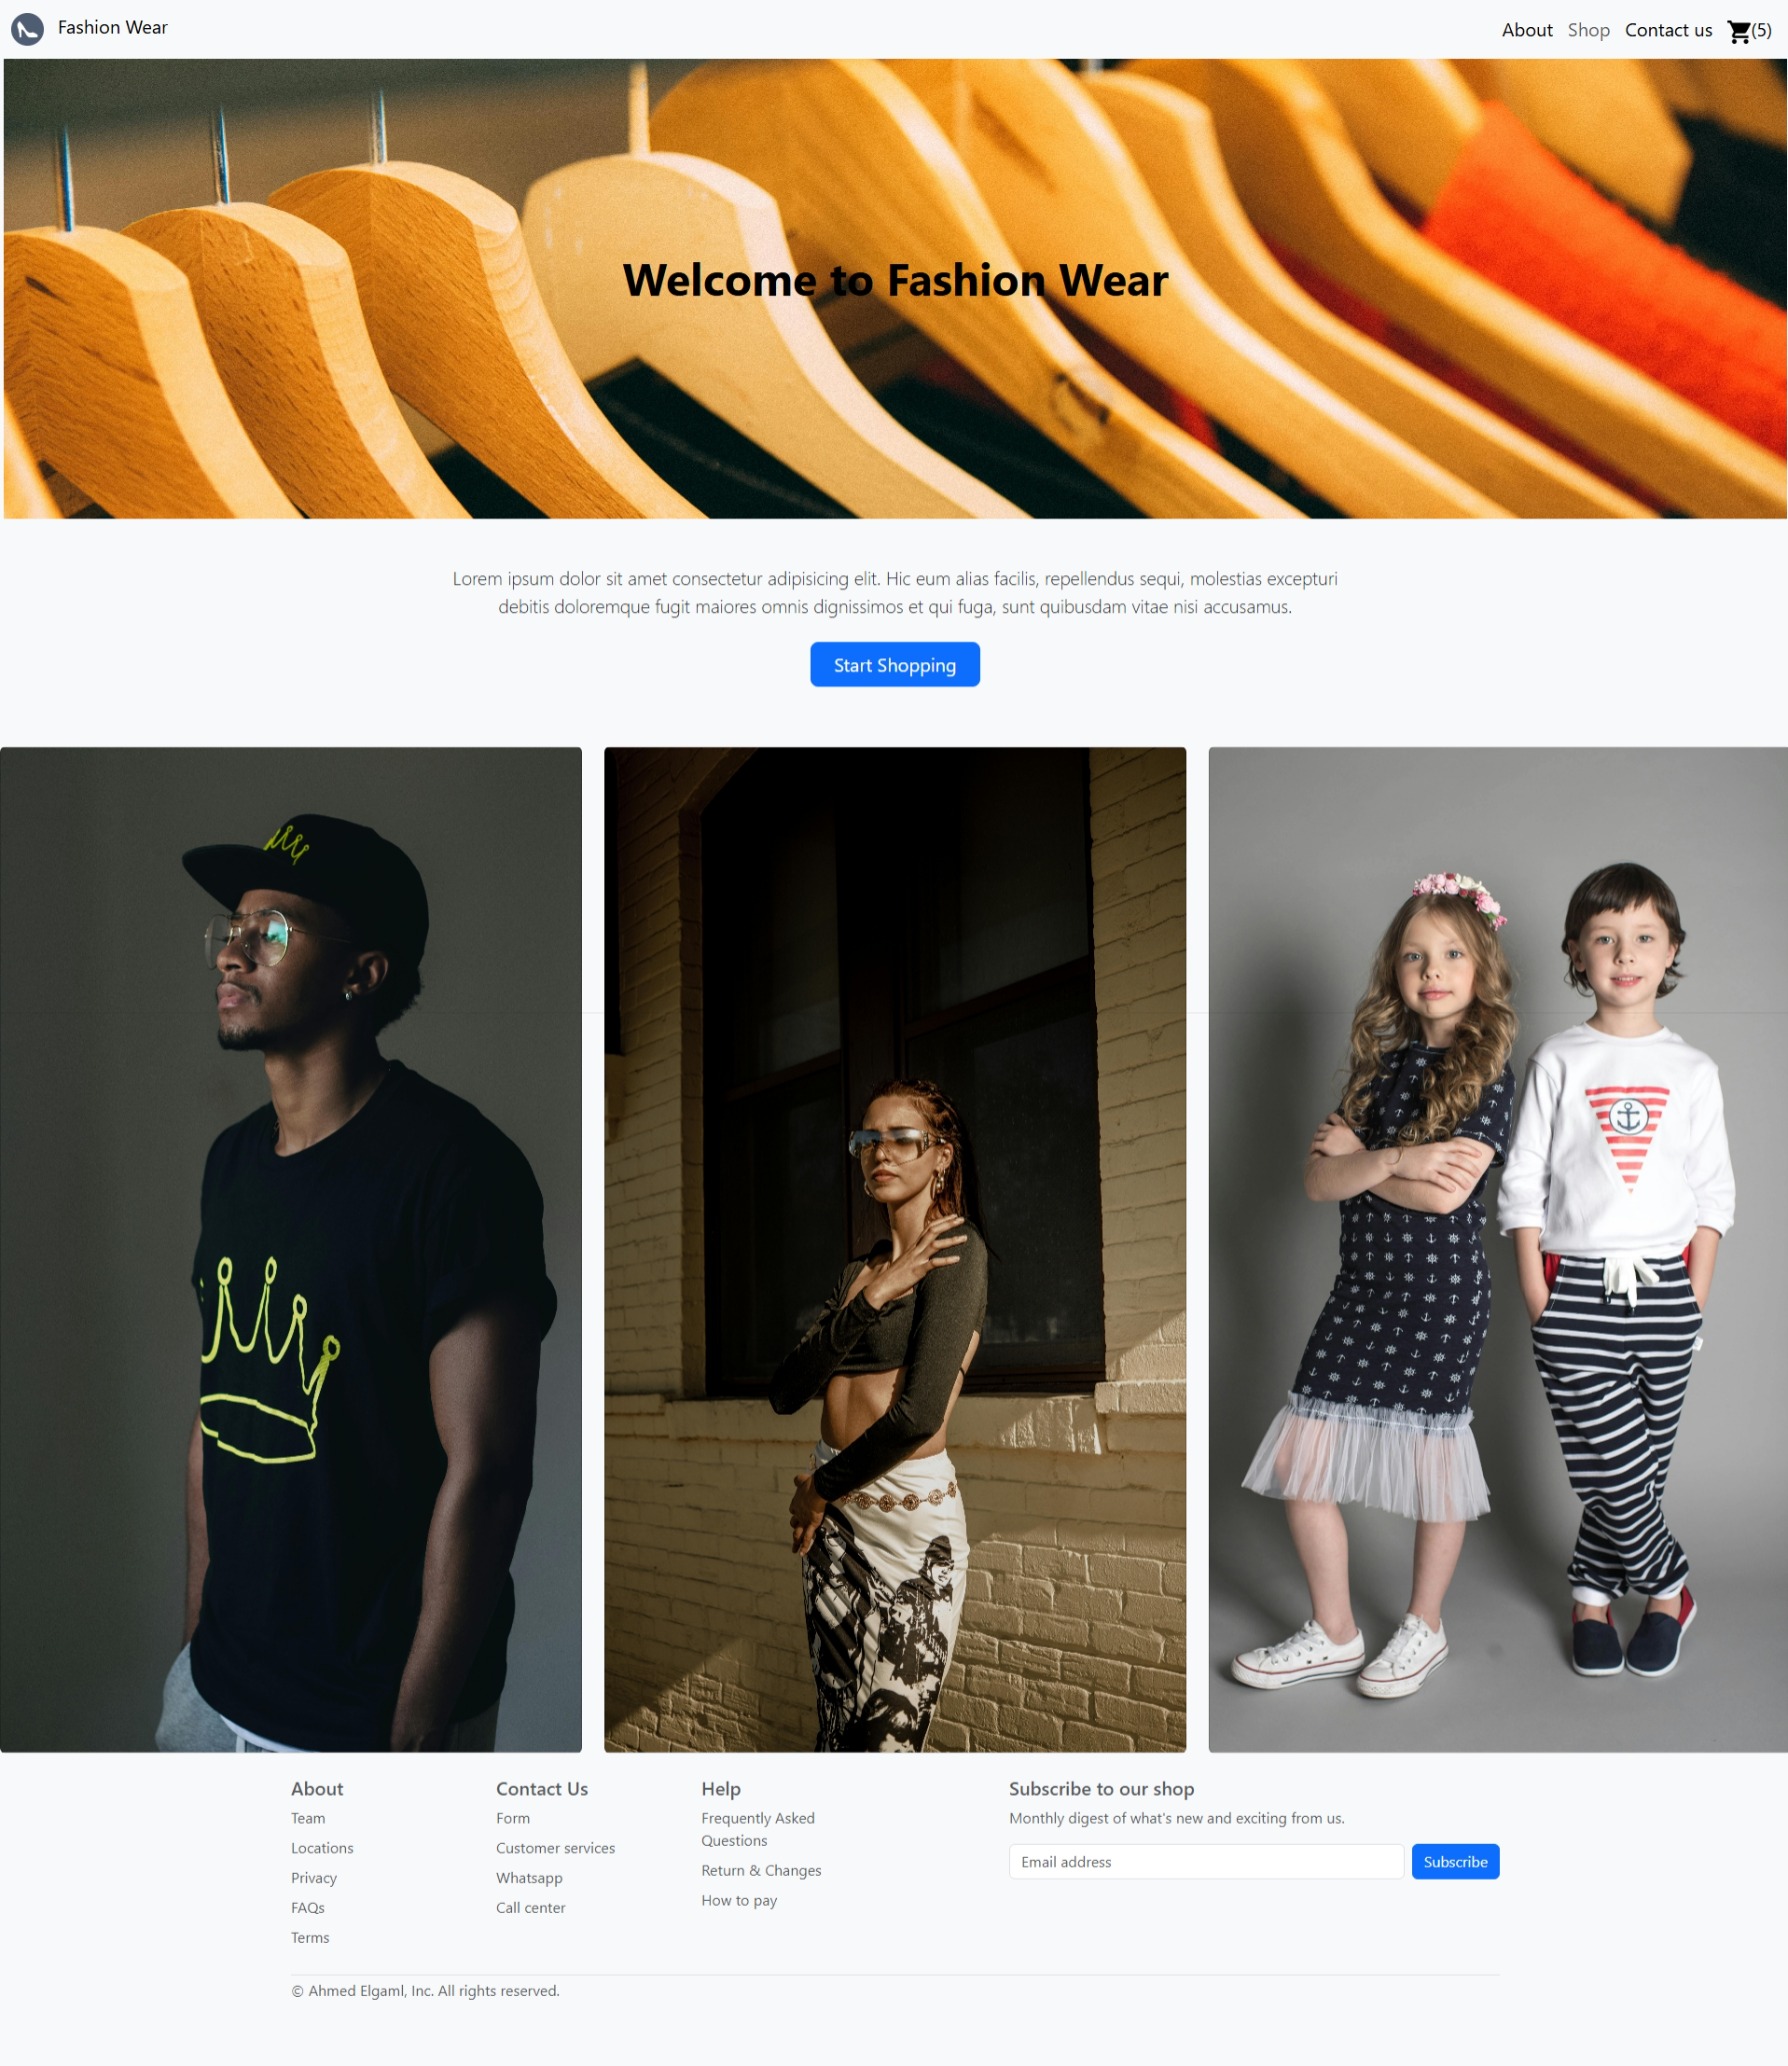 Fashion Wear
About Shop Contact us (5)
Welcome to Fashion Wear
Lorem ipsum dolor sit amet consectetur adipisicing elit. Hic eum alias facilis, repellendus sequi, molestias excepturi
debitis doloremque fugit maiores omnis dignissimos et qui fuga, sunt quibusdam vitae nisi accusamus.
Start Shopping
About
Team
Locations
Privacy
FAQs
Terms
Contact Us
Form
Customer services
Whatsapp
Call center
Help
Frequently Asked
Questions
Return & Changes
How to pay
Subscribe to our shop
Monthly digest of what's new and exciting from us.
Email address
Subscribe
© Ahmed Elgaml, Inc. All rights reserved.